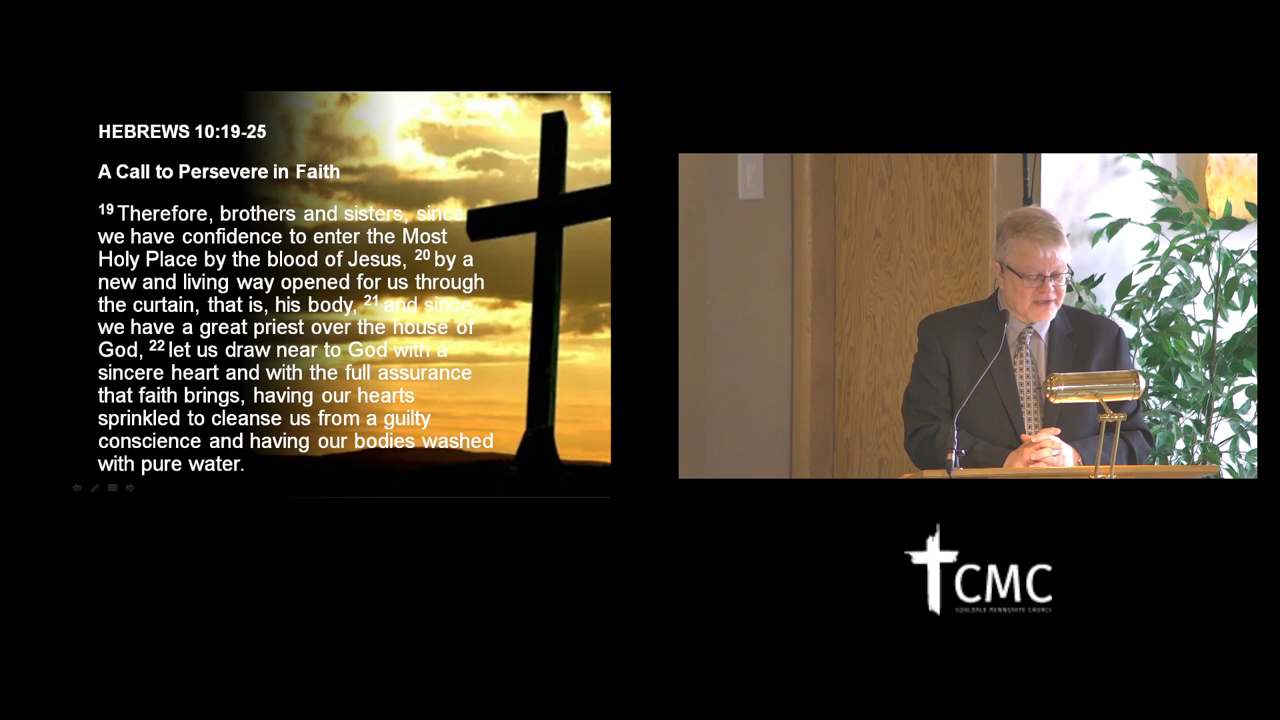 HEBREWS 10:19-25
A Call to Persevere in Faith
19 Therefore, brothers and sisters, since
we have confidence to enter the Most
Holy Place by the blood of Jesus, 20 by a
new and living way opened for us through
the curtain, that is, his body, 21 and since
we have a great priest over the house of
God, 22 let us draw near to God with a
sincere heart and with the full assurance
that faith brings, having our hearts
sprinkled to cleanse us from a guilty
conscience and having our bodies washed
with pure water.
CMC
COALDALE MENNONITE CHURCH